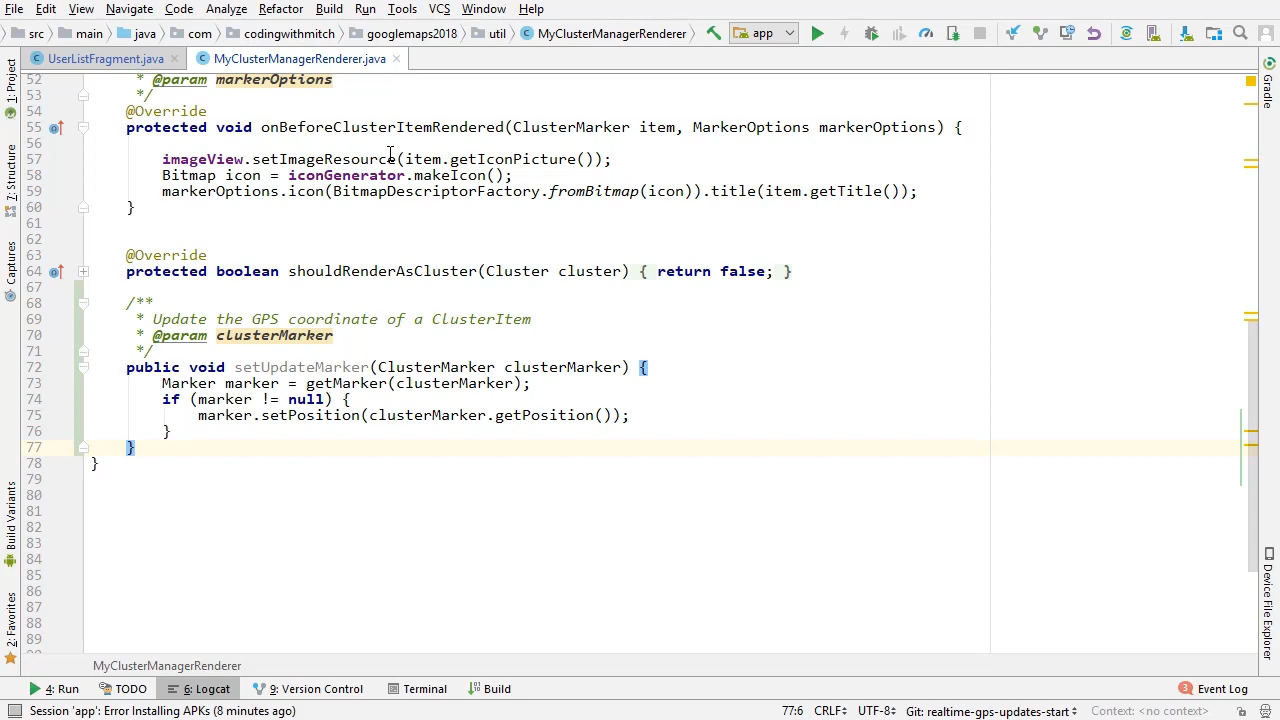 File Edit View Navigate Code Analyze Refactor Build Run Tools VCS Window Help
src main java com codingwithmitch googlemaps2018 util MyClusterManagerRenderer app
UserListFragment.java MyClusterManagerRenderer.java
52 * @param markerOptions
53 */
54 @Override
55 protected void onBeforeClusterItemRendered(ClusterMarker item, MarkerOptions markerOptions) {
56
57 imageView.setImageResource(item.getIconPicture());
58 Bitmap icon = iconGenerator.makeIcon();
59 markerOptions.icon(BitmapDescriptorFactory.fromBitmap(icon)).title(item.getTitle());
60 }
61
62
63 @Override
64 protected boolean shouldRenderAsCluster(Cluster cluster) { return false; }
67
68 /**
69 * Update the GPS coordinate of a ClusterItem
70 * @param clusterMarker
71 */
72 public void setUpdateMarker(ClusterMarker clusterMarker) {
73 Marker marker = getMarker(clusterMarker);
74 if (marker != null) {
75 marker.setPosition(clusterMarker.getPosition());
76 }
77 }
78 }
79
80
81
82
83
84
85
86
87
88
89
1: Project
7: Structure
Captures
Build Variants
2: Favorites
Gradle
Device File Explorer
MyClusterManagerRenderer
4: Run TODO 6: Logcat 9: Version Control Terminal Build 3 Event Log
Session 'app': Error Installing APKs (8 minutes ago) 77:6 CRLF UTF-8 Git: realtime-gps-updates-start Context: <no context>